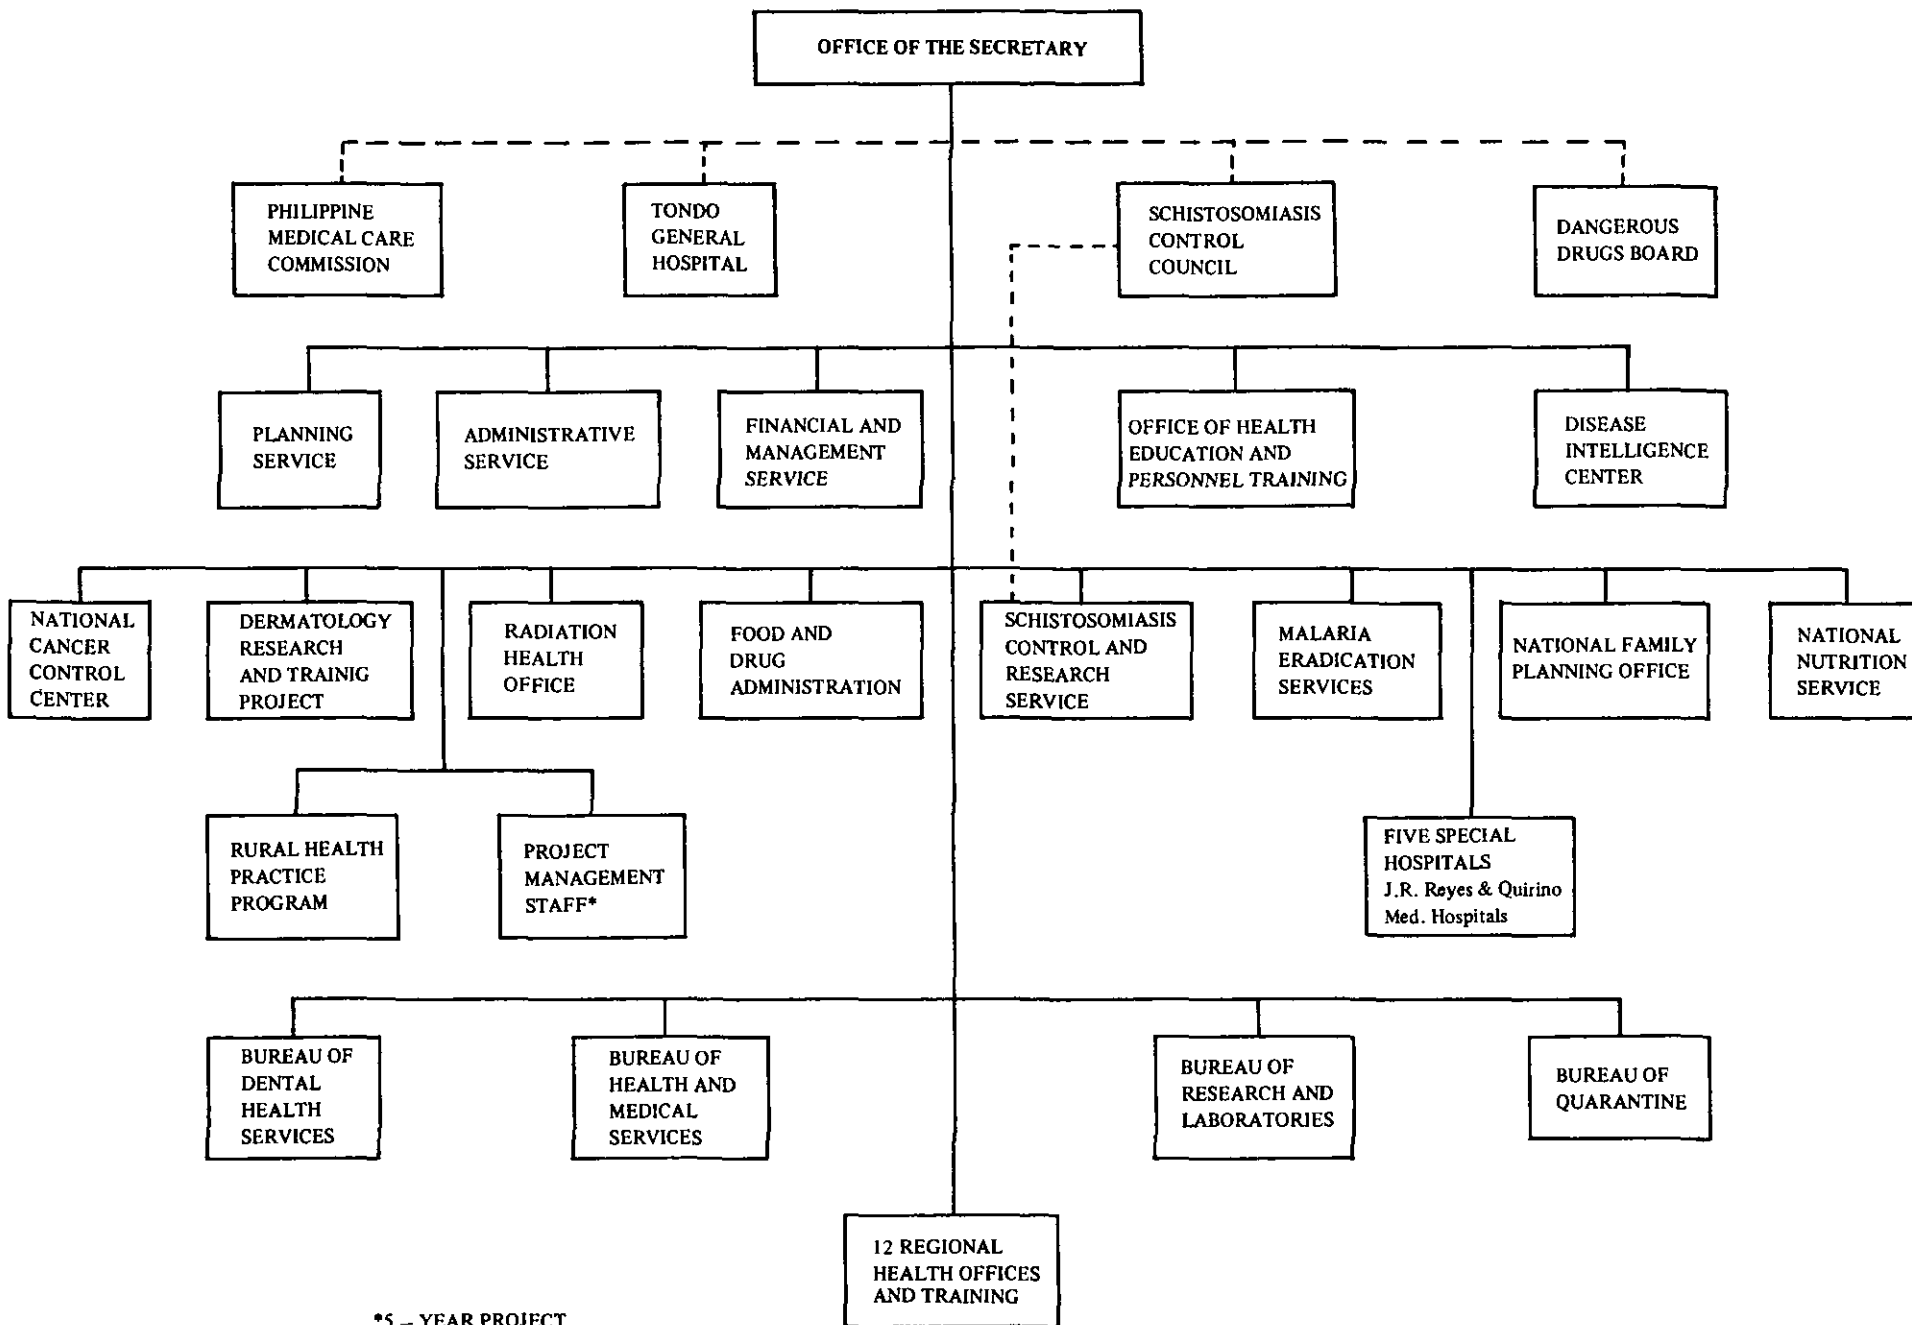 OFFICE OF THE SECRETARY
PHILIPPINE
MEDICAL CARE
COMMISSION
TONDO
GENERAL
HOSPITAL
SCHISTOSOMIASIS
CONTROL
COUNCIL
DANGEROUS
DRUGS BOARD
PLANNING
SERVICE
ADMINISTRATIVE
SERVICE
FINANCIAL AND
MANAGEMENT
SERVICE
OFFICE OF HEALTH
EDUCATION AND
PERSONNEL TRAINING
DISEASE
INTELLIGENCE
CENTER
NATIONAL
CANCER
CONTROL
CENTER
DERMATOLOGY
RESEARCH
AND TRAINIG
PROJECT
RADIATION
HEALTH
OFFICE
FOOD AND
DRUG
ADMINISTRATION
SCHISTOSOMIASIS
CONTROL AND
RESEARCH
SERVICE
MALARIA
ERADICATION
SERVICES
NATIONAL FAMILY
PLANNING OFFICE
NATIONAL
NUTRITION
SERVICE
RURAL HEALTH
PRACTICE
PROGRAM
PROJECT
MANAGEMENT
STAFF*
FIVE SPECIAL
HOSPITALS
J.R. Reyes & Quirino
Med. Hospitals
BUREAU OF
DENTAL
HEALTH
SERVICES
BUREAU OF
HEALTH AND
MEDICAL
SERVICES
BUREAU OF
RESEARCH AND
LABORATORIES
BUREAU OF
QUARANTINE
12 REGIONAL
HEALTH OFFICES
AND TRAINING
*5 – YEAR PROJECT